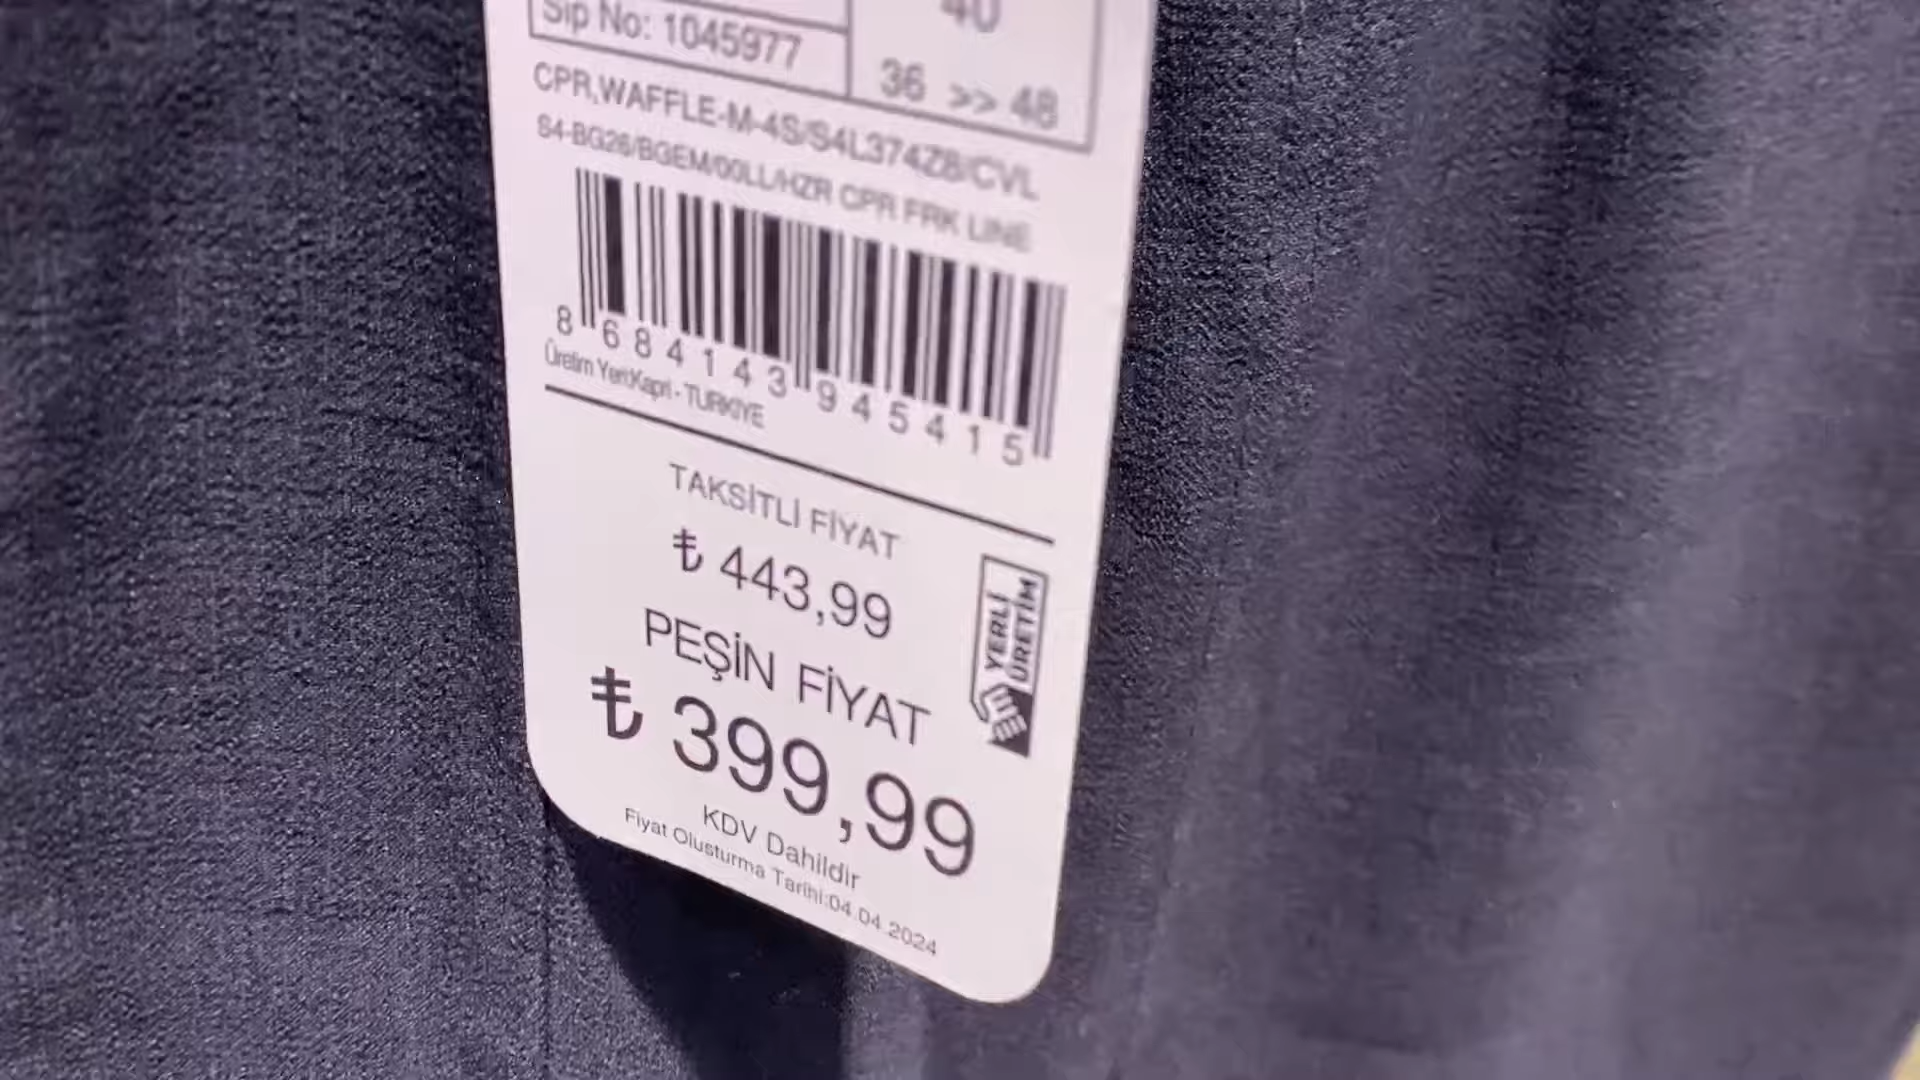 40
Sip No: 1045977
36 >> 48
CPR,WAFFLE-M-4S/S4L374Z8/CVL
S4-BG26/BGEM/00LL/HZR CPR FRK LINE
8 684143 945415
Üretim Yeri:Kapri - TURKIYE
TAKSİTLİ FİYAT
₺ 443,99
PEŞİN FİYAT
₺ 399,99
YERLİ
ÜRETİM
KDV Dahildir
Fiyat Olusturma Tarihi:04.04.2024